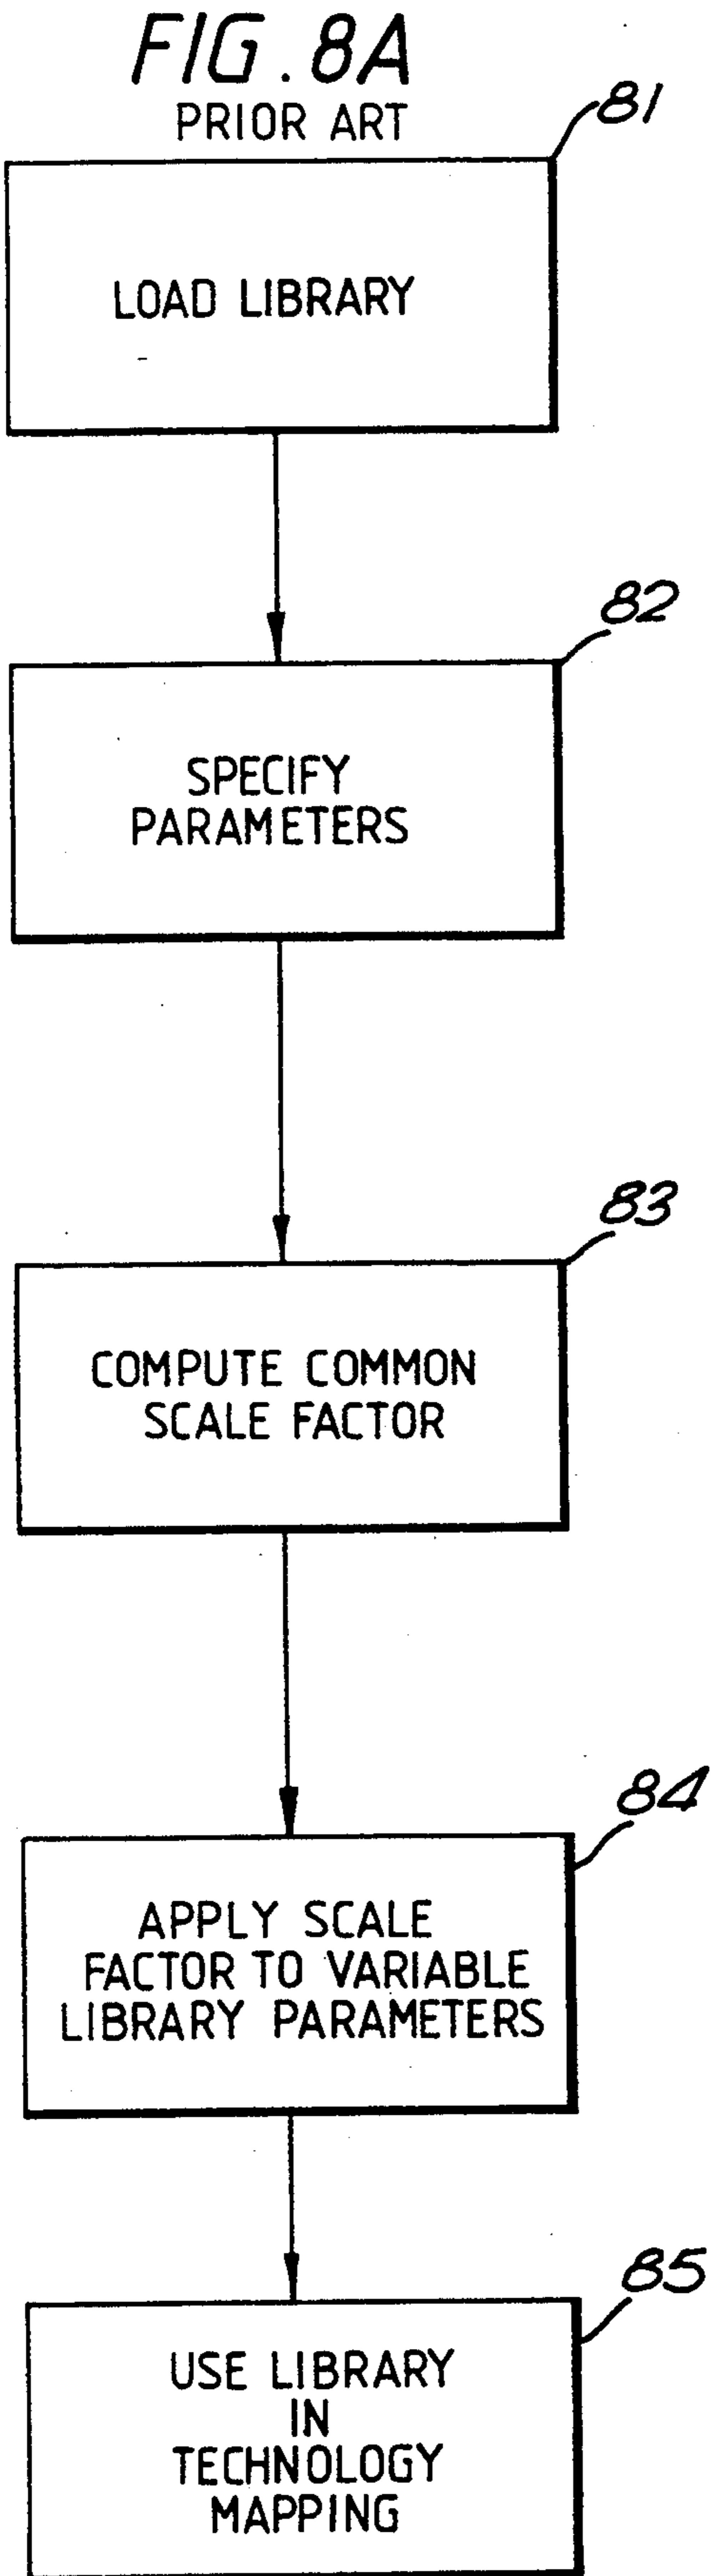 FIG. 8A
PRIOR ART
81
LOAD LIBRARY
82
SPECIFY
PARAMETERS
83
COMPUTE COMMON
SCALE FACTOR
84
APPLY SCALE
FACTOR TO VARIABLE
LIBRARY PARAMETERS
85
USE LIBRARY
IN
TECHNOLOGY
MAPPING